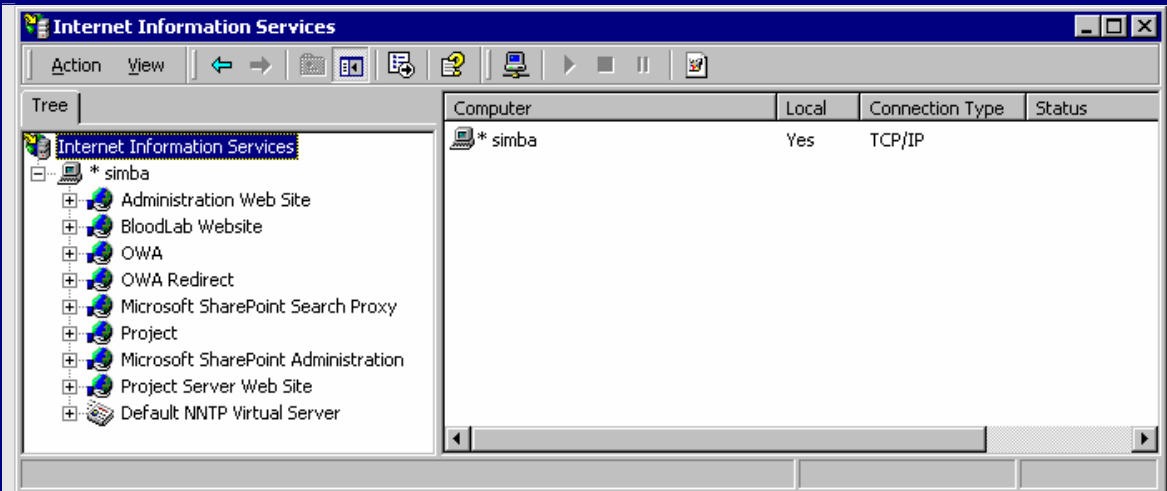 Internet Information Services
Action View
Tree
Internet Information Services
* simba
Administration Web Site
BloodLab Website
OWA
OWA Redirect
Microsoft SharePoint Search Proxy
Project
Microsoft SharePoint Administration
Project Server Web Site
Default NNTP Virtual Server
Computer Local Connection Type Status
* simba Yes TCP/IP